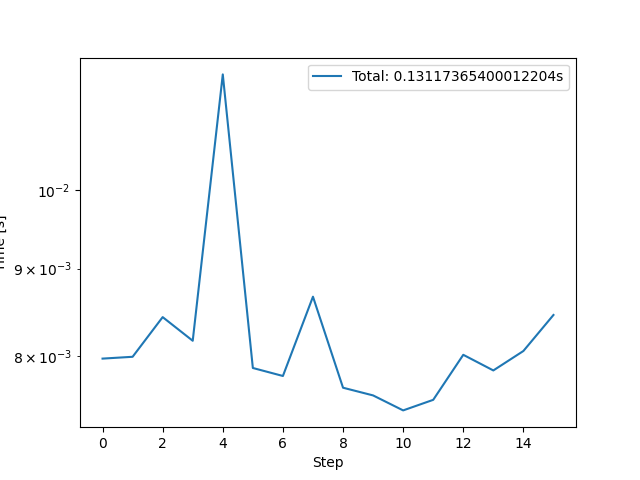 Total: 0.13117365400012204s
10⁻²
9 × 10⁻³
8 × 10⁻³
Time [s]
0 2 4 6 8 10 12 14
Step